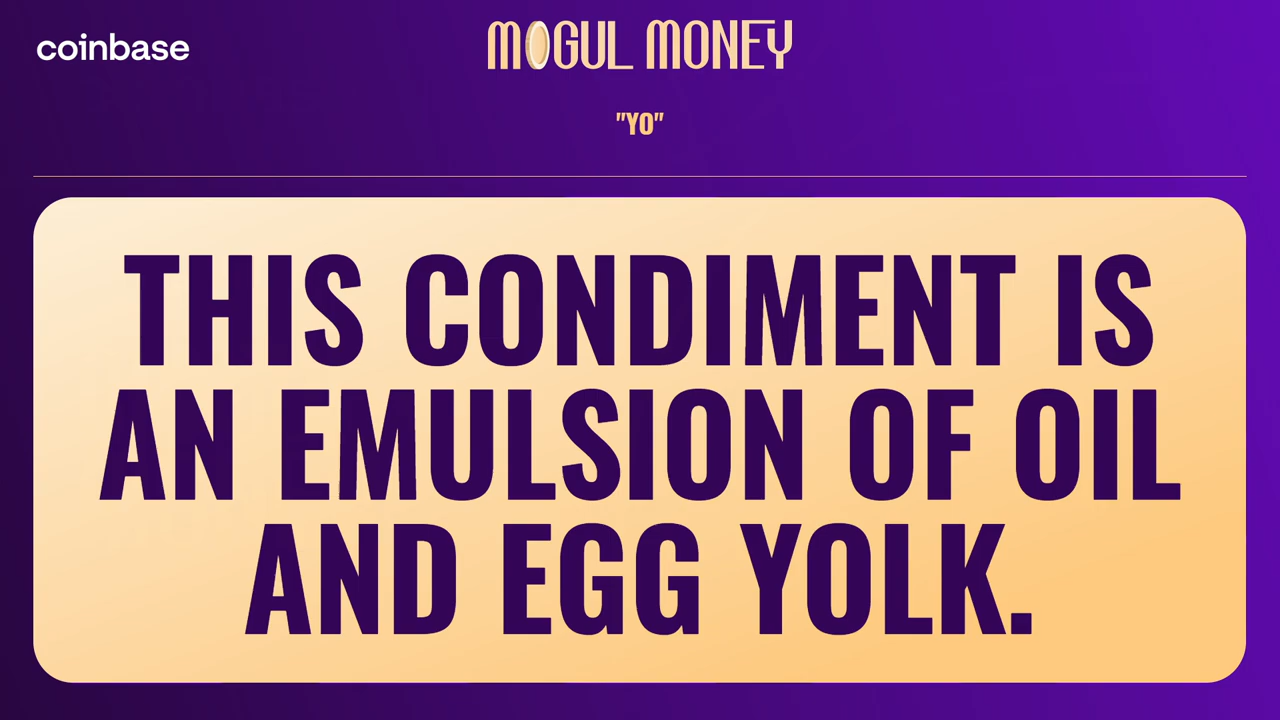 coinbase
MOGUL MONEY
"YO"
THIS CONDIMENT IS
AN EMULSION OF OIL
AND EGG YOLK.